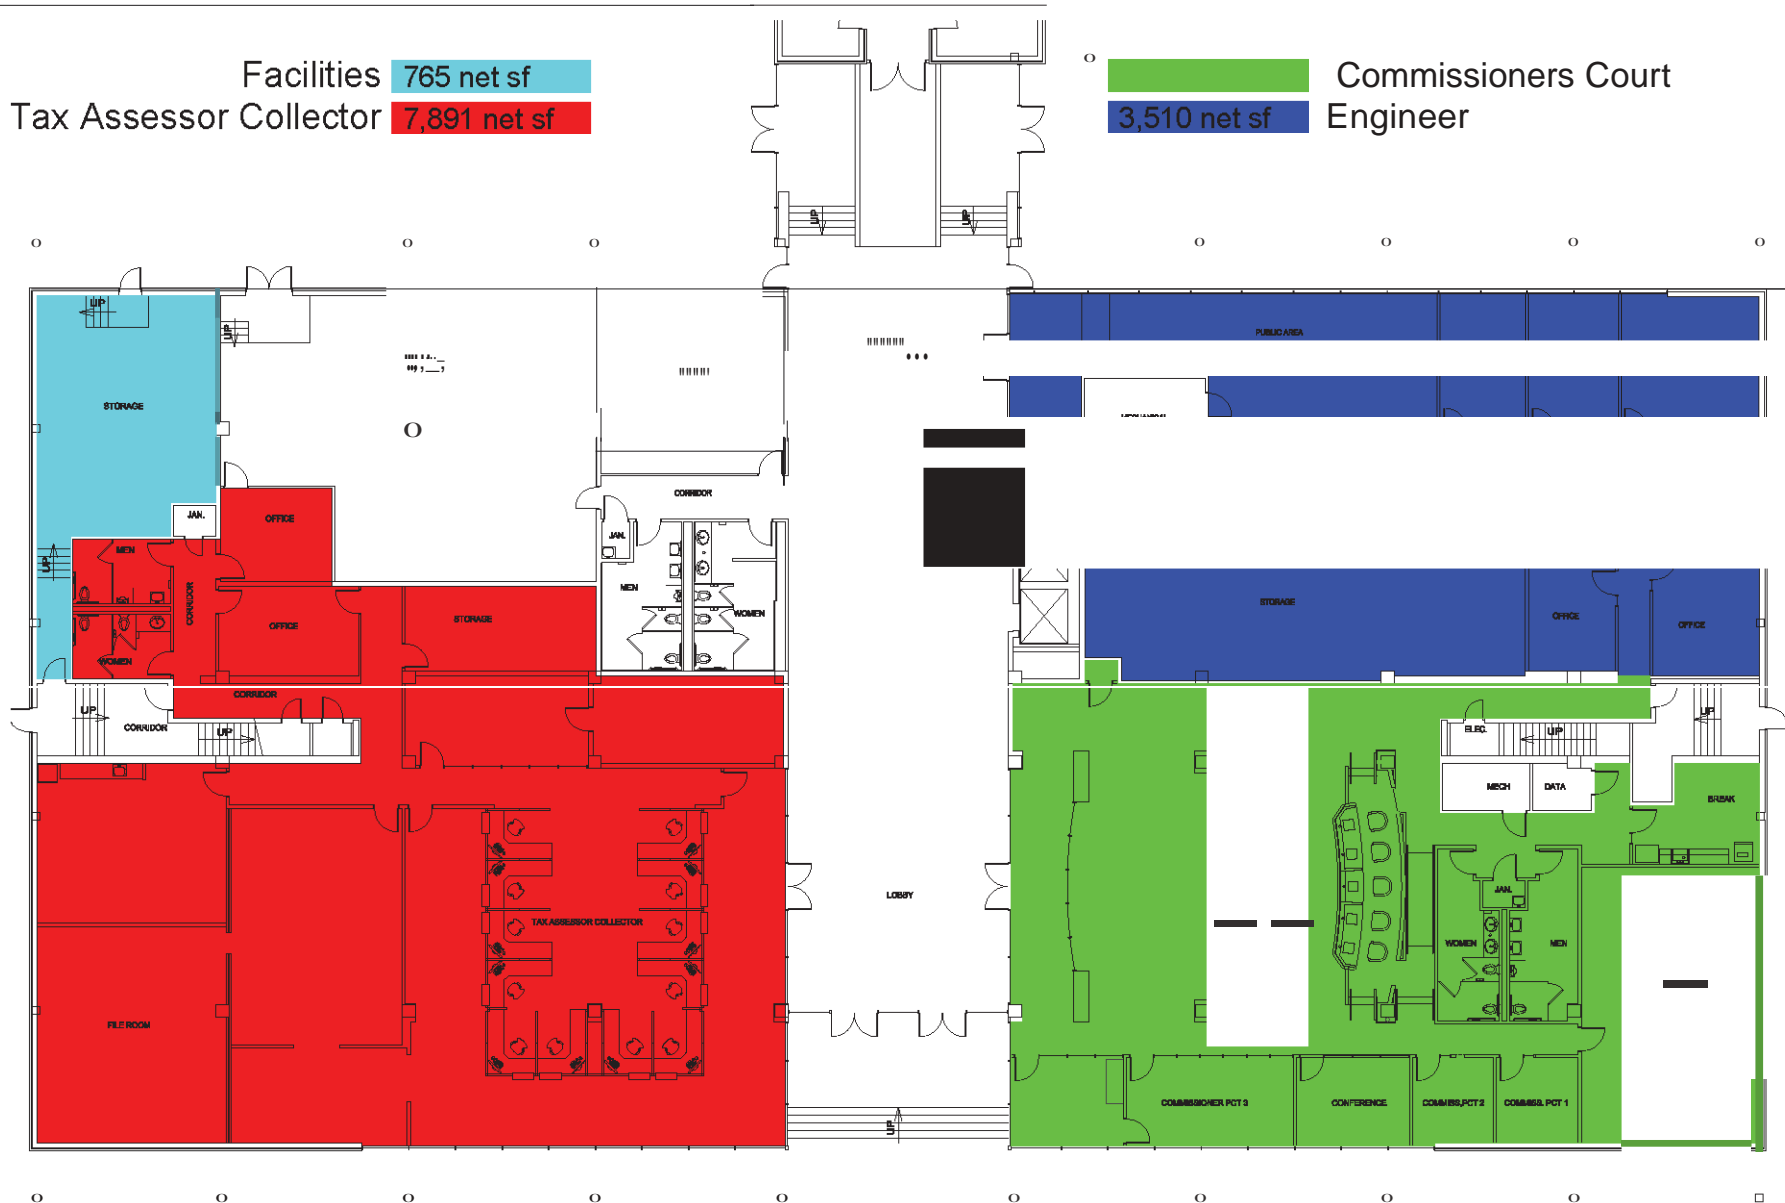 Facilities 765 net sf
Tax Assessor Collector 7,891 net sf
Commissioners Court
3,510 net sf Engineer
UP
UP
UP
UP
PUBLIC AREA
STORAGE
CORRIDOR
JAN.
OFFICE
JAN.
MEN
UP
CORRIDOR
MEN
WOMEN
STORAGE
OFFICE
OFFICE
OFFICE
STORAGE
WOMEN
CORRIDOR
UP
CORRIDOR
UP
ELEC.
UP
UP
MECH
DATA
BREAK
LOBBY
JAN.
TAX ASSESSOR COLLECTOR
WOMEN
MEN
FILE ROOM
COMMISSIONER PCT 3
CONFERENCE
COMMISS. PCT 2
COMMISS. PCT 1
UP